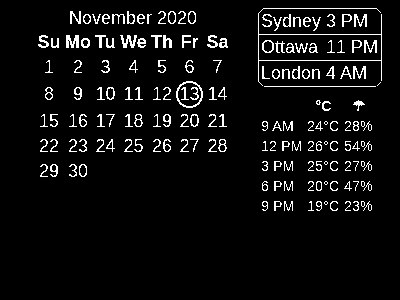 November 2020
Su Mo Tu We Th Fr Sa
1 2 3 4 5 6 7
8 9 10 11 12 13 14
15 16 17 18 19 20 21
22 23 24 25 26 27 28
29 30
Sydney 3 PM
Ottawa 11 PM
London 4 AM
°C ☂
9 AM 24°C 28%
12 PM 26°C 54%
3 PM 25°C 27%
6 PM 20°C 47%
9 PM 19°C 23%